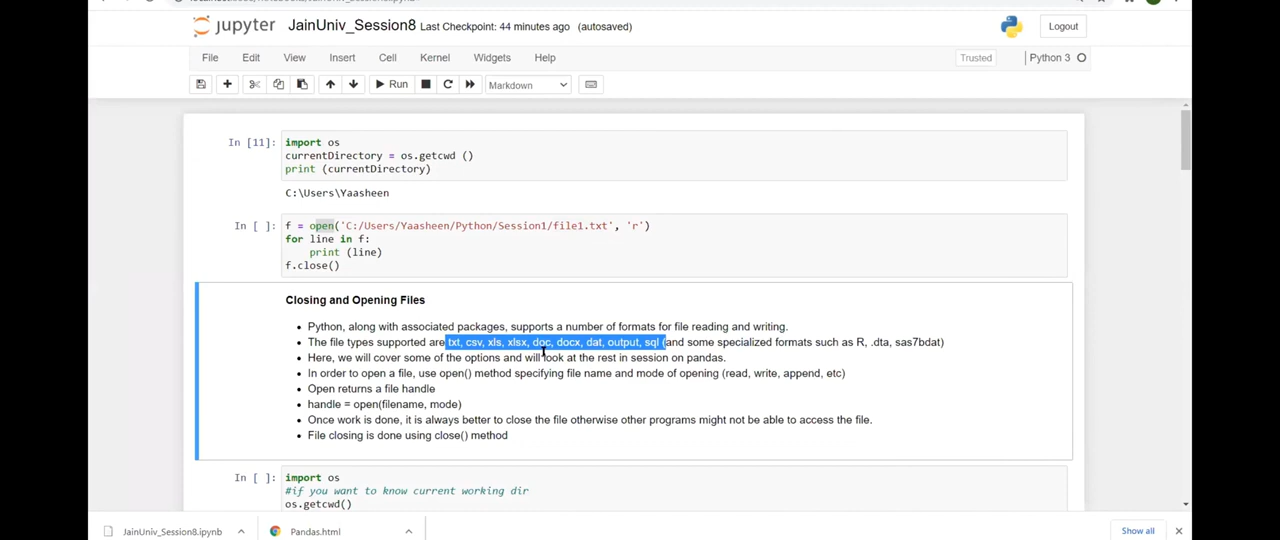 jupyter JainUniv_Session8 Last Checkpoint: 44 minutes ago (autosaved) Logout
File Edit View Insert Cell Kernel Widgets Help Trusted Python 3
Run Markdown
In [11]: import os
currentDirectory = os.getcwd ()
print (currentDirectory)
C:\Users\Yaasheen
In [ ]: f = open('C:/Users/Yaasheen/Python/Session1/file1.txt', 'r')
for line in f:
print (line)
f.close()
Closing and Opening Files
• Python, along with associated packages, supports a number of formats for file reading and writing.
• The file types supported are txt, csv, xls, xlsx, doc, docx, dat, output, sql (and some specialized formats such as R, .dta, sas7bdat)
• Here, we will cover some of the options and will look at the rest in session on pandas.
• In order to open a file, use open() method specifying file name and mode of opening (read, write, append, etc)
• Open returns a file handle
• handle = open(filename, mode)
• Once work is done, it is always better to close the file otherwise other programs might not be able to access the file.
• File closing is done using close() method
In [ ]: import os
#if you want to know current working dir
os.getcwd()
JainUniv_Session8.ipynb Pandas.html Show all